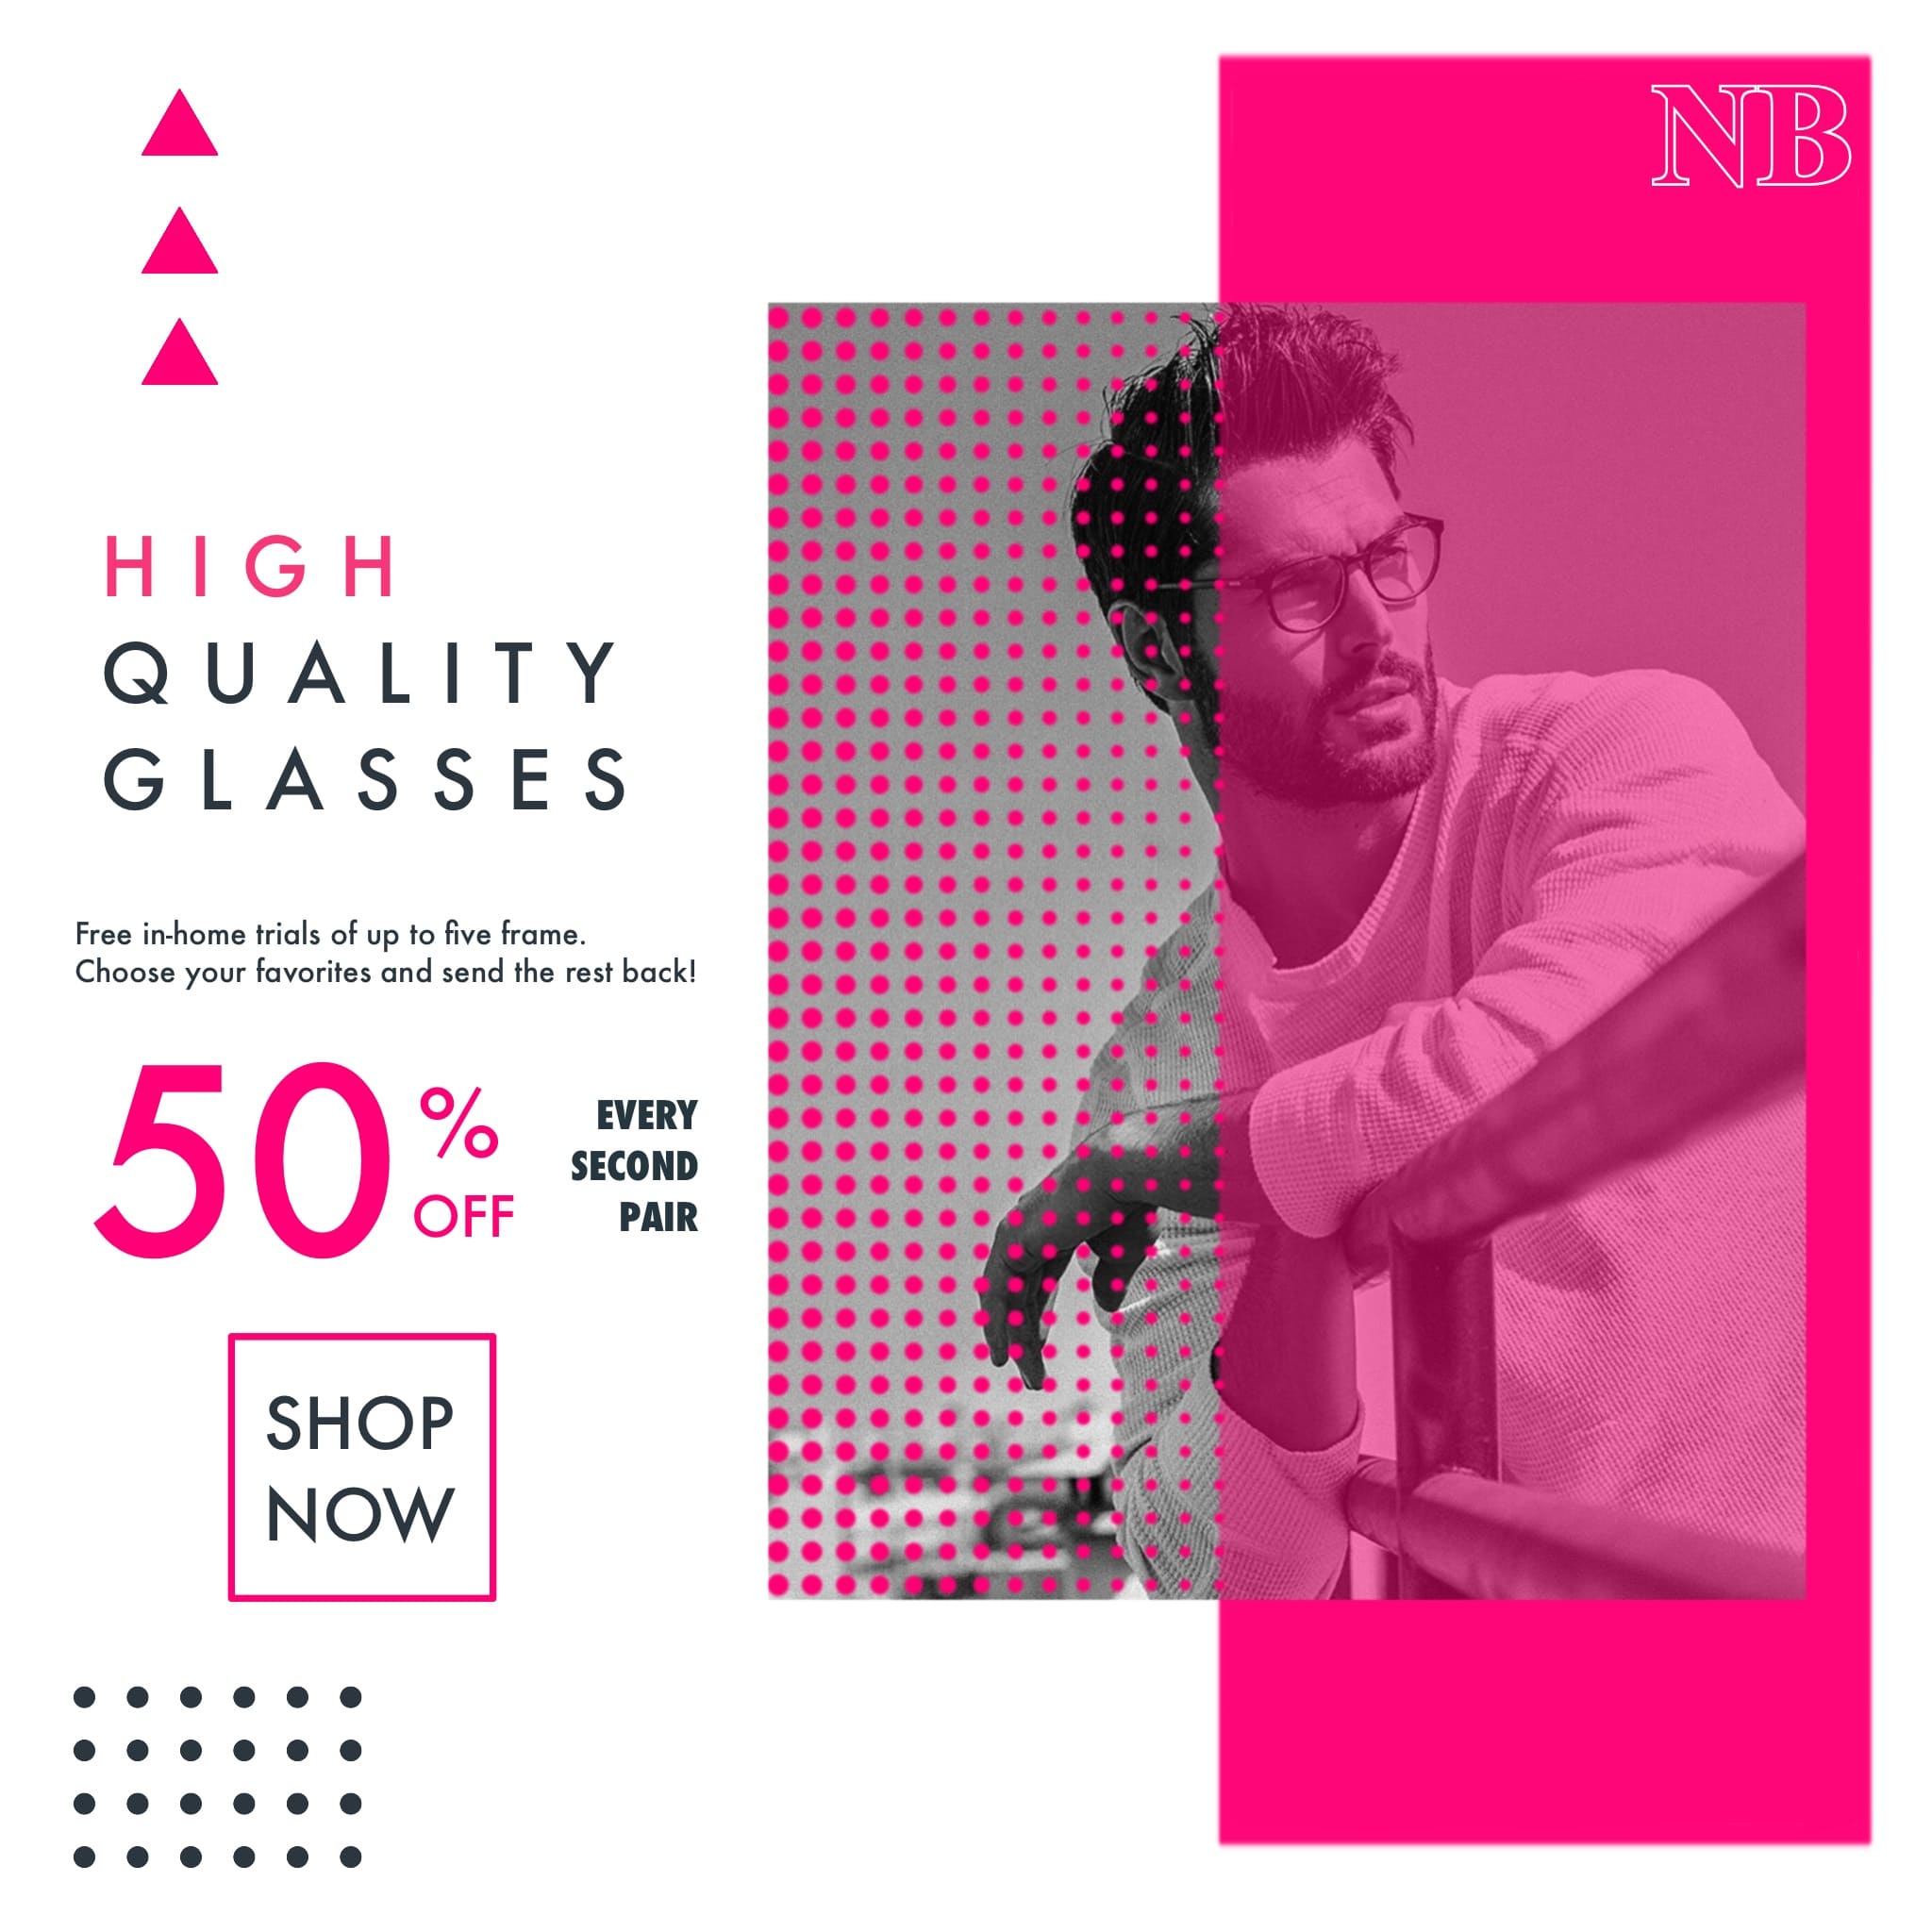 NB
HIGH
QUALITY
GLASSES
Free in-home trials of up to five frame.
Choose your favorites and send the rest back!
50%
OFF
EVERY
SECOND
PAIR
SHOP
NOW